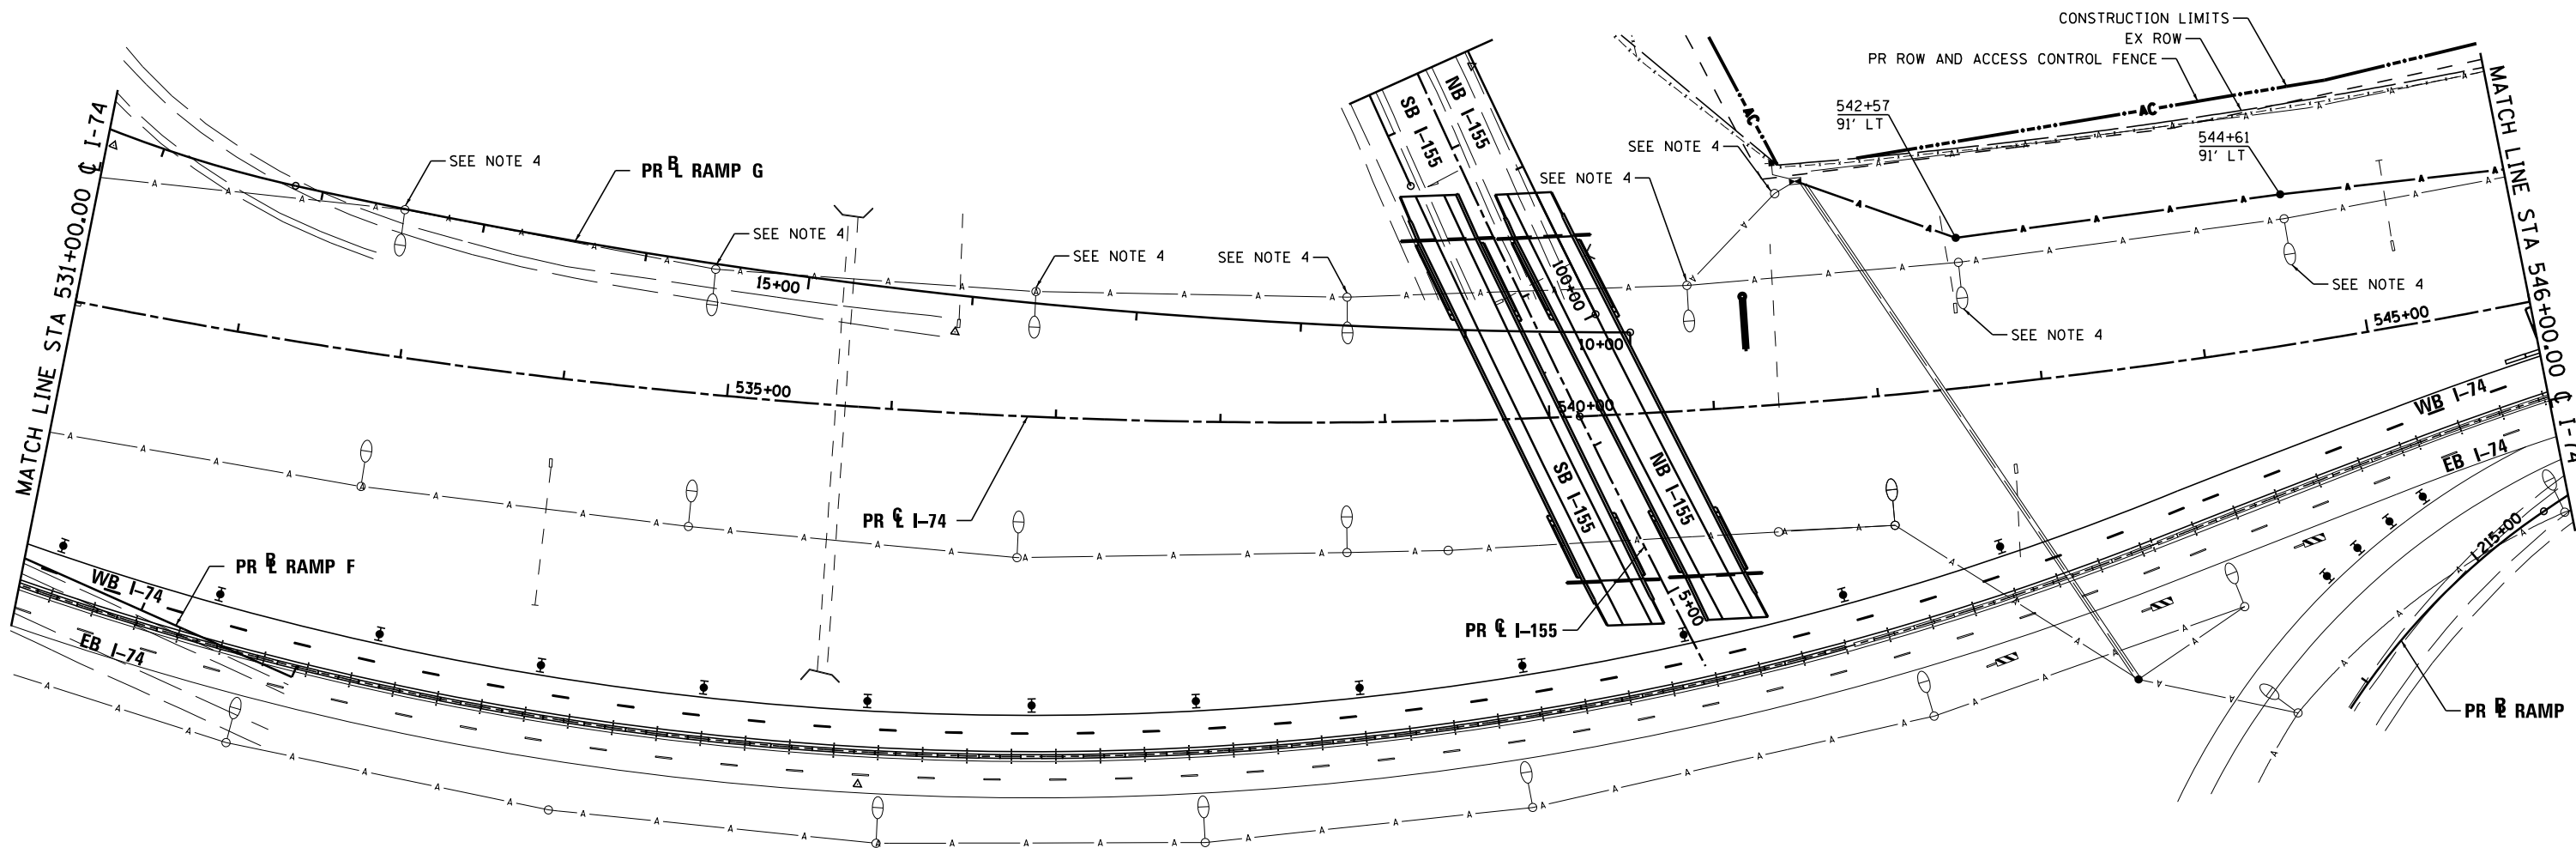 CONSTRUCTION LIMITS
EX ROW
PR ROW AND ACCESS CONTROL FENCE
MATCH LINE STA 531+00.00 ℄ I-74
MATCH LINE STA 546+00.00 ℄ I-74
SB I-155
NB I-155
AC
AC
542+57
91' LT
544+61
91' LT
SEE NOTE 4
SEE NOTE 4
SEE NOTE 4
PR BL RAMP G
SEE NOTE 4
SEE NOTE 4
SEE NOTE 4
SEE NOTE 4
SEE NOTE 4
15+00
100+00
10+00
545+00
535+00
540+00
WB I-74
EB I-74
SB I-155
NB I-155
PR ℄ I-74
215+00
PR BL RAMP F
WB I-74
EB I-74
5+00
PR ℄ I-155
PR BL RAMP